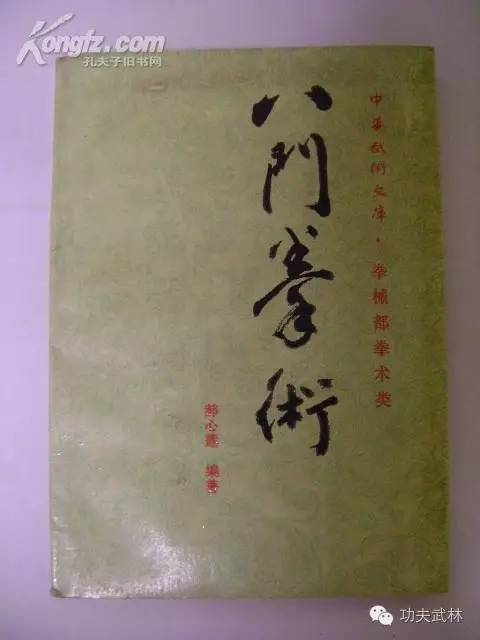 Kongfz.com
孔夫子旧书网
中华武术文库·拳械部拳术类
八門拳術
郝心莲 编著
功夫武林